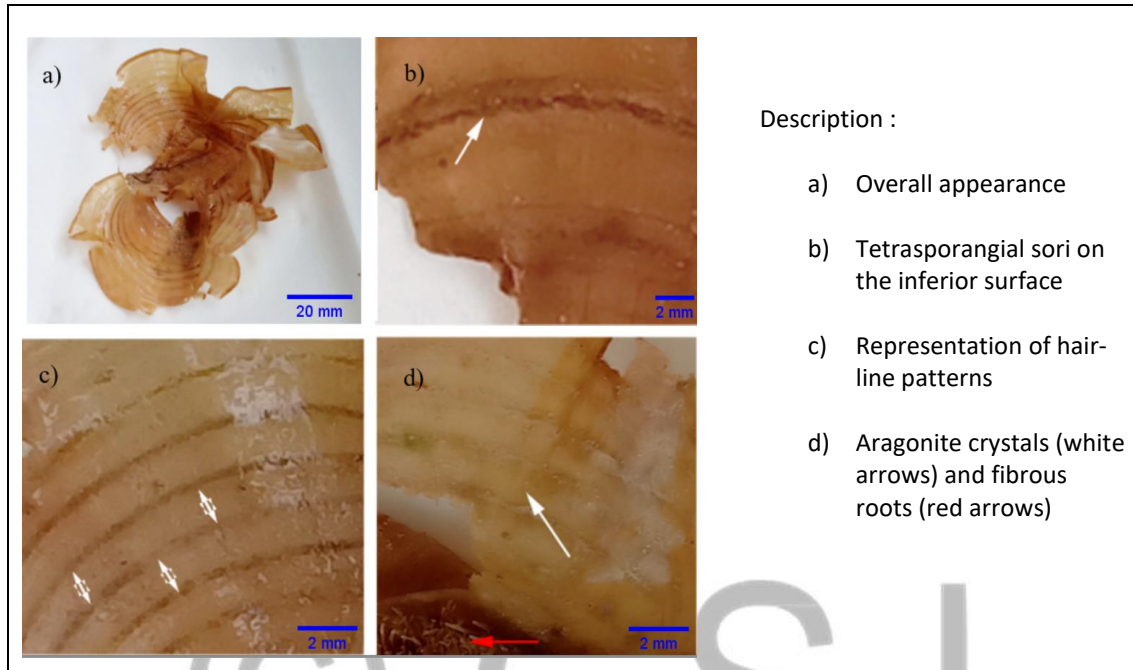 a)
20 mm
b)
2 mm
c)
2 mm
d)
2 mm
Description :
a) Overall appearance
b) Tetrasporangial sori on
the inferior surface
c) Representation of hair-
line patterns
d) Aragonite crystals (white
arrows) and fibrous
roots (red arrows)